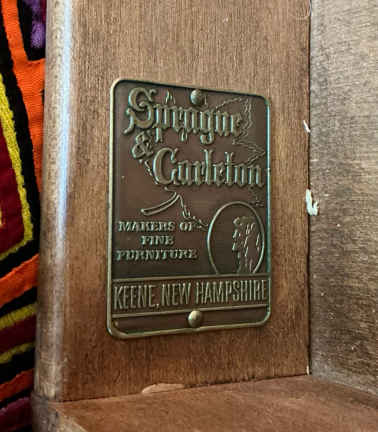 Sprague
& Carleton
MAKERS OF
FINE
FURNITURE
KEENE, NEW HAMPSHIRE